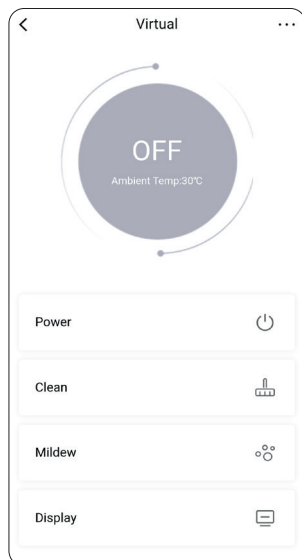 Virtual
OFF
Ambient Temp:30℃
Power
Clean
Mildew
Display